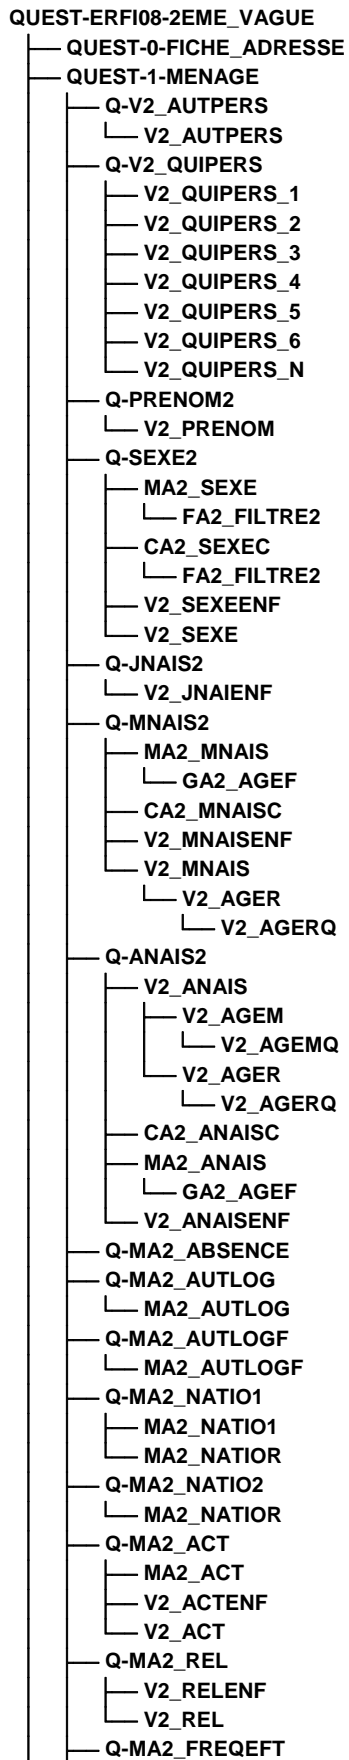 QUEST-ERFI08-2EME_VAGUE
QUEST-0-FICHE_ADRESSE
QUEST-1-MENAGE
Q-V2_AUTPERS
V2_AUTPERS
Q-V2_QUIPERS
V2_QUIPERS_1
V2_QUIPERS_2
V2_QUIPERS_3
V2_QUIPERS_4
V2_QUIPERS_5
V2_QUIPERS_6
V2_QUIPERS_N
Q-PRENOM2
V2_PRENOM
Q-SEXE2
MA2_SEXE
FA2_FILTRE2
CA2_SEXEC
FA2_FILTRE2
V2_SEXEENF
V2_SEXE
Q-JNAIS2
V2_JNAIENF
Q-MNAIS2
MA2_MNAIS
GA2_AGEF
CA2_MNAISC
V2_MNAISENF
V2_MNAIS
V2_AGER
V2_AGERQ
Q-ANAIS2
V2_ANAIS
V2_AGEM
V2_AGEMQ
V2_AGER
V2_AGERQ
CA2_ANAISC
MA2_ANAIS
GA2_AGEF
V2_ANAISENF
Q-MA2_ABSENCE
Q-MA2_AUTLOG
MA2_AUTLOG
Q-MA2_AUTLOGF
MA2_AUTLOGF
Q-MA2_NATIO1
MA2_NATIO1
MA2_NATIOR
Q-MA2_NATIO2
MA2_NATIOR
Q-MA2_ACT
MA2_ACT
V2_ACTENF
V2_ACT
Q-MA2_REL
V2_RELENF
V2_REL
Q-MA2_FREQEFT